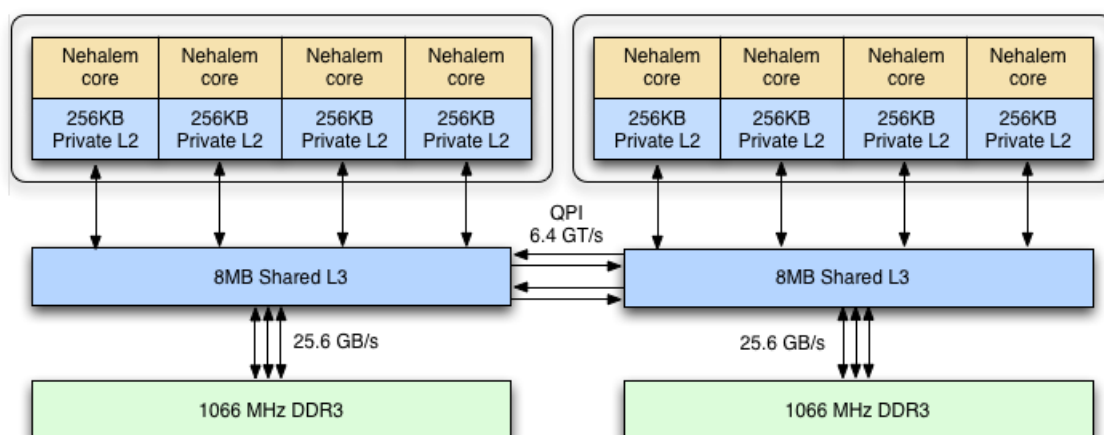 Nehalem core
Nehalem core
Nehalem core
Nehalem core
256KB Private L2
256KB Private L2
256KB Private L2
256KB Private L2
Nehalem core
Nehalem core
Nehalem core
Nehalem core
256KB Private L2
256KB Private L2
256KB Private L2
256KB Private L2
QPI
6.4 GT/s
8MB Shared L3
8MB Shared L3
25.6 GB/s
25.6 GB/s
1066 MHz DDR3
1066 MHz DDR3